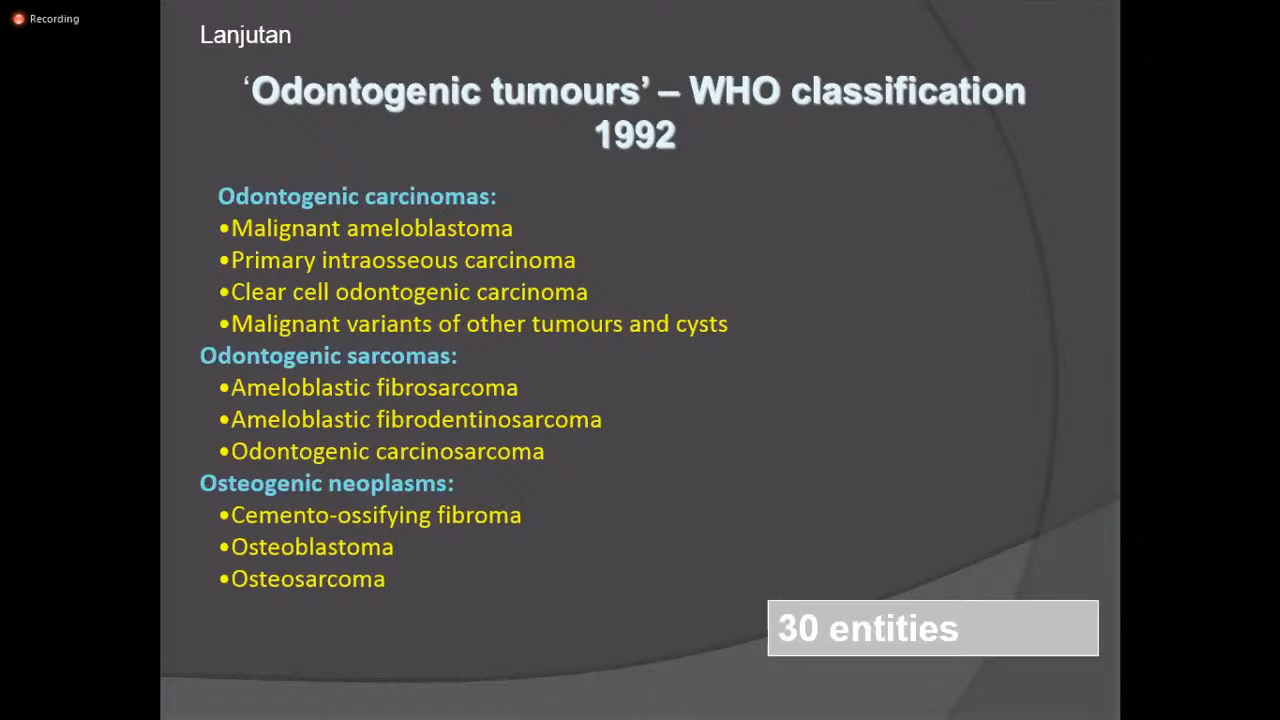 Recording
Lanjutan
‘Odontogenic tumours’ – WHO classification
1992
Odontogenic carcinomas:
•Malignant ameloblastoma
•Primary intraosseous carcinoma
•Clear cell odontogenic carcinoma
•Malignant variants of other tumours and cysts
Odontogenic sarcomas:
•Ameloblastic fibrosarcoma
•Ameloblastic fibrodentinosarcoma
•Odontogenic carcinosarcoma
Osteogenic neoplasms:
•Cemento-ossifying fibroma
•Osteoblastoma
•Osteosarcoma
30 entities